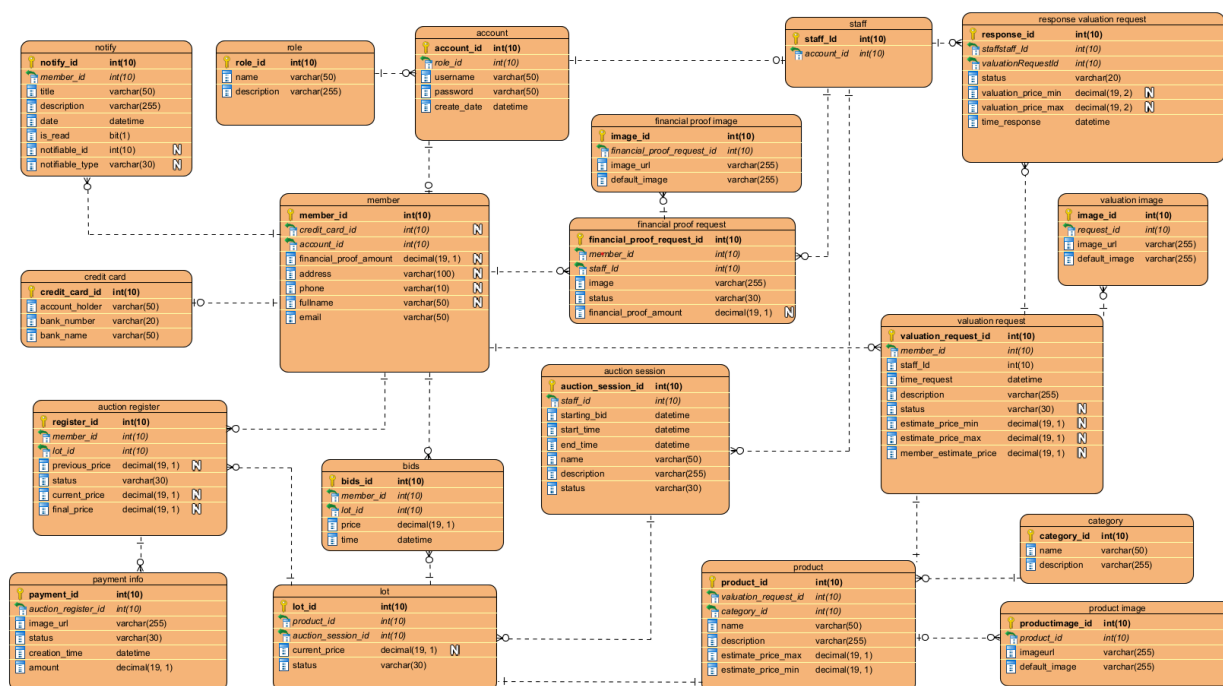 notify
notify_id int(10)
member_id int(10)
title varchar(50)
description varchar(255)
date datetime
is_read bit(1)
notifiable_id int(10) N
notifiable_type varchar(30) N
role
role_id int(10)
name varchar(50)
description varchar(255)
account
account_id int(10)
role_id int(10)
username varchar(50)
password varchar(50)
create_date datetime
staff
staff_Id int(10)
account_id int(10)
response valuation request
response_id int(10)
staffstaff_Id int(10)
valuationRequestId int(10)
status varchar(20)
valuation_price_min decimal(19, 2) N
valuation_price_max decimal(19, 2) N
time_response datetime
financial proof image
image_id int(10)
financial_proof_request_id int(10)
image_url varchar(255)
default_image varchar(255)
member
member_id int(10)
credit_card_id int(10) N
account_id int(10)
financial_proof_amount decimal(19, 1) N
address varchar(100) N
phone varchar(10) N
fullname varchar(50) N
email varchar(50)
valuation image
image_id int(10)
request_id int(10)
image_url varchar(255)
default_image varchar(255)
financial proof request
financial_proof_request_id int(10)
member_id int(10)
staff_Id int(10)
image varchar(255)
status varchar(30)
financial_proof_amount decimal(19, 1) N
credit card
credit_card_id int(10)
account_holder varchar(50)
bank_number varchar(20)
bank_name varchar(50)
valuation request
valuation_request_id int(10)
member_id int(10)
staff_Id int(10)
time_request datetime
description varchar(255)
status varchar(30) N
estimate_price_min decimal(19, 1) N
estimate_price_max decimal(19, 1) N
member_estimate_price decimal(19, 1) N
auction session
auction_session_id int(10)
staff_id int(10)
starting_bid datetime
start_time datetime
end_time datetime
name varchar(50)
description varchar(255)
status varchar(30)
auction register
register_id int(10)
member_id int(10)
lot_id int(10)
previous_price decimal(19, 1) N
status varchar(30)
current_price decimal(19, 1) N
final_price decimal(19, 1) N
bids
bids_id int(10)
member_id int(10)
lot_id int(10)
price decimal(19, 1)
time datetime
category
category_id int(10)
name varchar(50)
description varchar(255)
payment info
payment_id int(10)
auction_register_id int(10)
image_url varchar(255)
status varchar(30)
creation_time datetime
amount decimal(19, 1)
lot
lot_id int(10)
product_id int(10)
auction_session_id int(10)
current_price decimal(19, 1) N
status varchar(30)
product
product_id int(10)
valuation_request_id int(10)
category_id int(10)
name varchar(50)
description varchar(255)
estimate_price_max decimal(19, 1)
estimate_price_min decimal(19, 1)
product image
productimage_id int(10)
product_id int(10)
imageurl varchar(255)
default_image varchar(255)